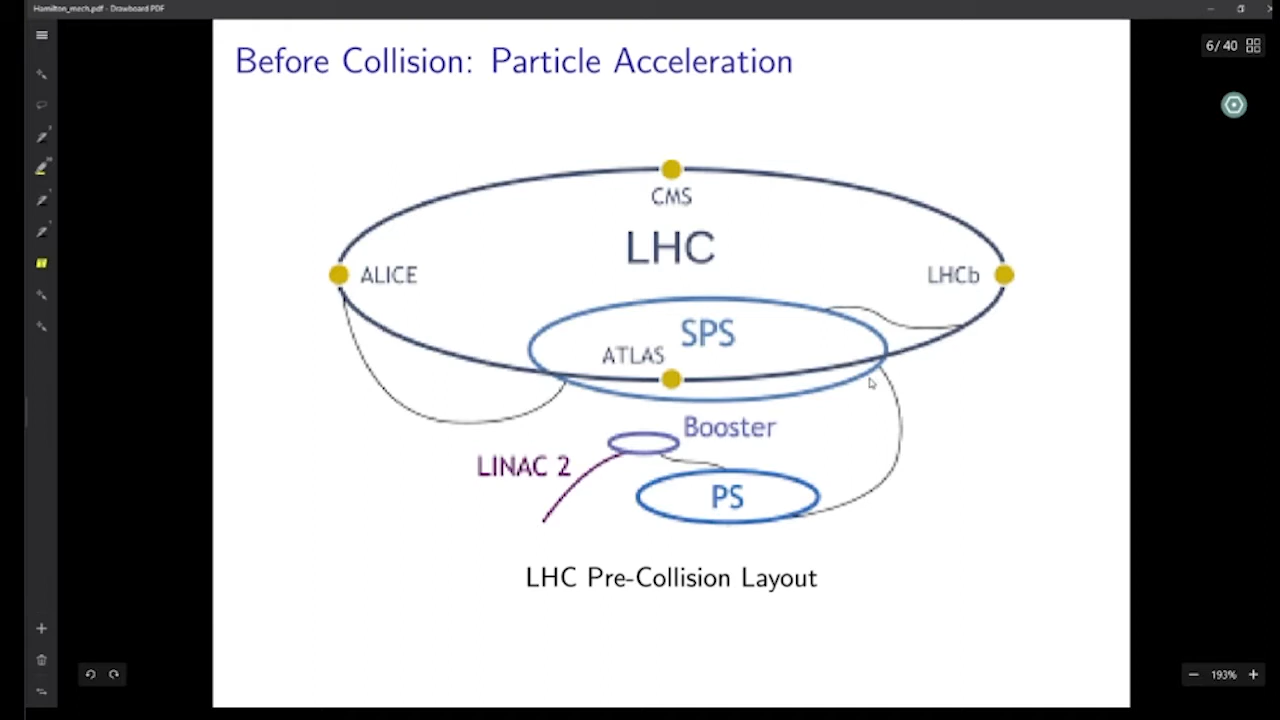 Hamilton_mech.pdf - Drawboard PDF
6 / 40
Before Collision: Particle Acceleration
CMS
LHC
ALICE
LHCb
SPS
ATLAS
Booster
LINAC 2
PS
LHC Pre-Collision Layout
193%